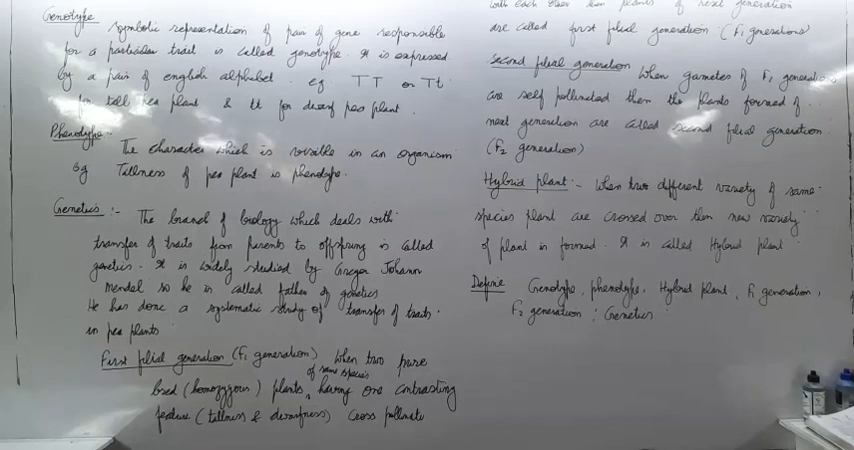 Genotype
Symbolic representation of pair of gene responsible
for a particular trait is called genotype. It is expressed
by a pair of english alphabet. eg TT or Tt
for tall pea plant & tt for dwarf pea plant.
Phenotype:-
The character which is visible in an organism
eg Tallness of pea plant is phenotype.
Genetics :-
The branch of biology which deals with
transfer of traits from parents to offspring is called
genetics. It is widely studied by Gregor Johann
Mendel so he is called father of genetics
He has done a systematic study of transfer of traits.
in pea plants
First filial generation (F1 generation) When two pure
of same species
bred (homozygous) plants, having one contrasting
feature (tallness & dwarfness) cross pollinate
with each other then plants of next generation
are called first filial generation (F1 generation)
Second filial generation When gametes of F1 generation
are self pollinated then the plants formed of
next generation are called second filial generation
(F2 generation)
Hybrid plant:- When two different variety of same
species plant are crossed over then new variety
of plant is formed. It is called Hybrid plant
Define Genotype, phenotype, Hybrid plant, F1 generation,
F2 generation, Genetics